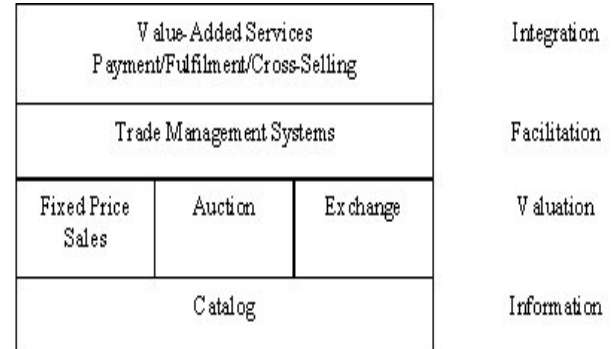 Value-Added Services
Integration
Payment/Fulfilment/Cross-Selling
Trade Management Systems
Facilitation
Fixed Price
Sales
Auction
Exchange
Valuation
Catalog
Information